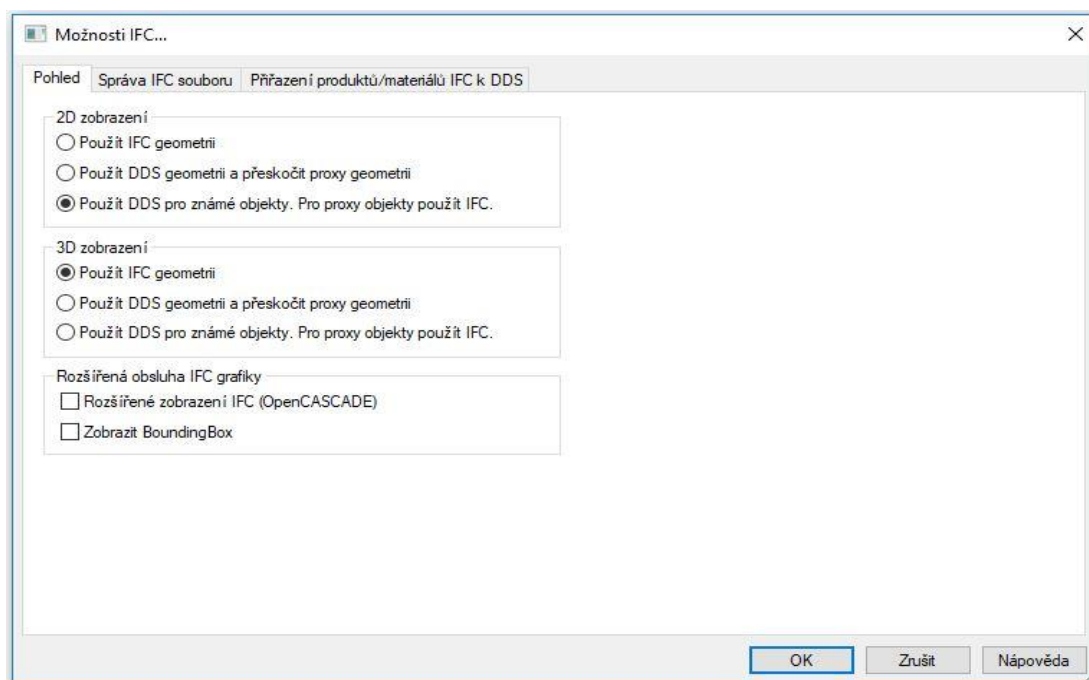 Možnosti IFC...
Pohled Správa IFC souboru Přiřazení produktů/materiálů IFC k DDS
2D zobrazení
Použít IFC geometrii
Použít DDS geometrii a přeskočit proxy geometrii
Použít DDS pro známé objekty. Pro proxy objekty použít IFC.
3D zobrazení
Použít IFC geometrii
Použít DDS geometrii a přeskočit proxy geometrii
Použít DDS pro známé objekty. Pro proxy objekty použít IFC.
Rozšířená obsluha IFC grafiky
Rozšířené zobrazení IFC (OpenCASCADE)
Zobrazit BoundingBox
OK Zrušit Nápověda